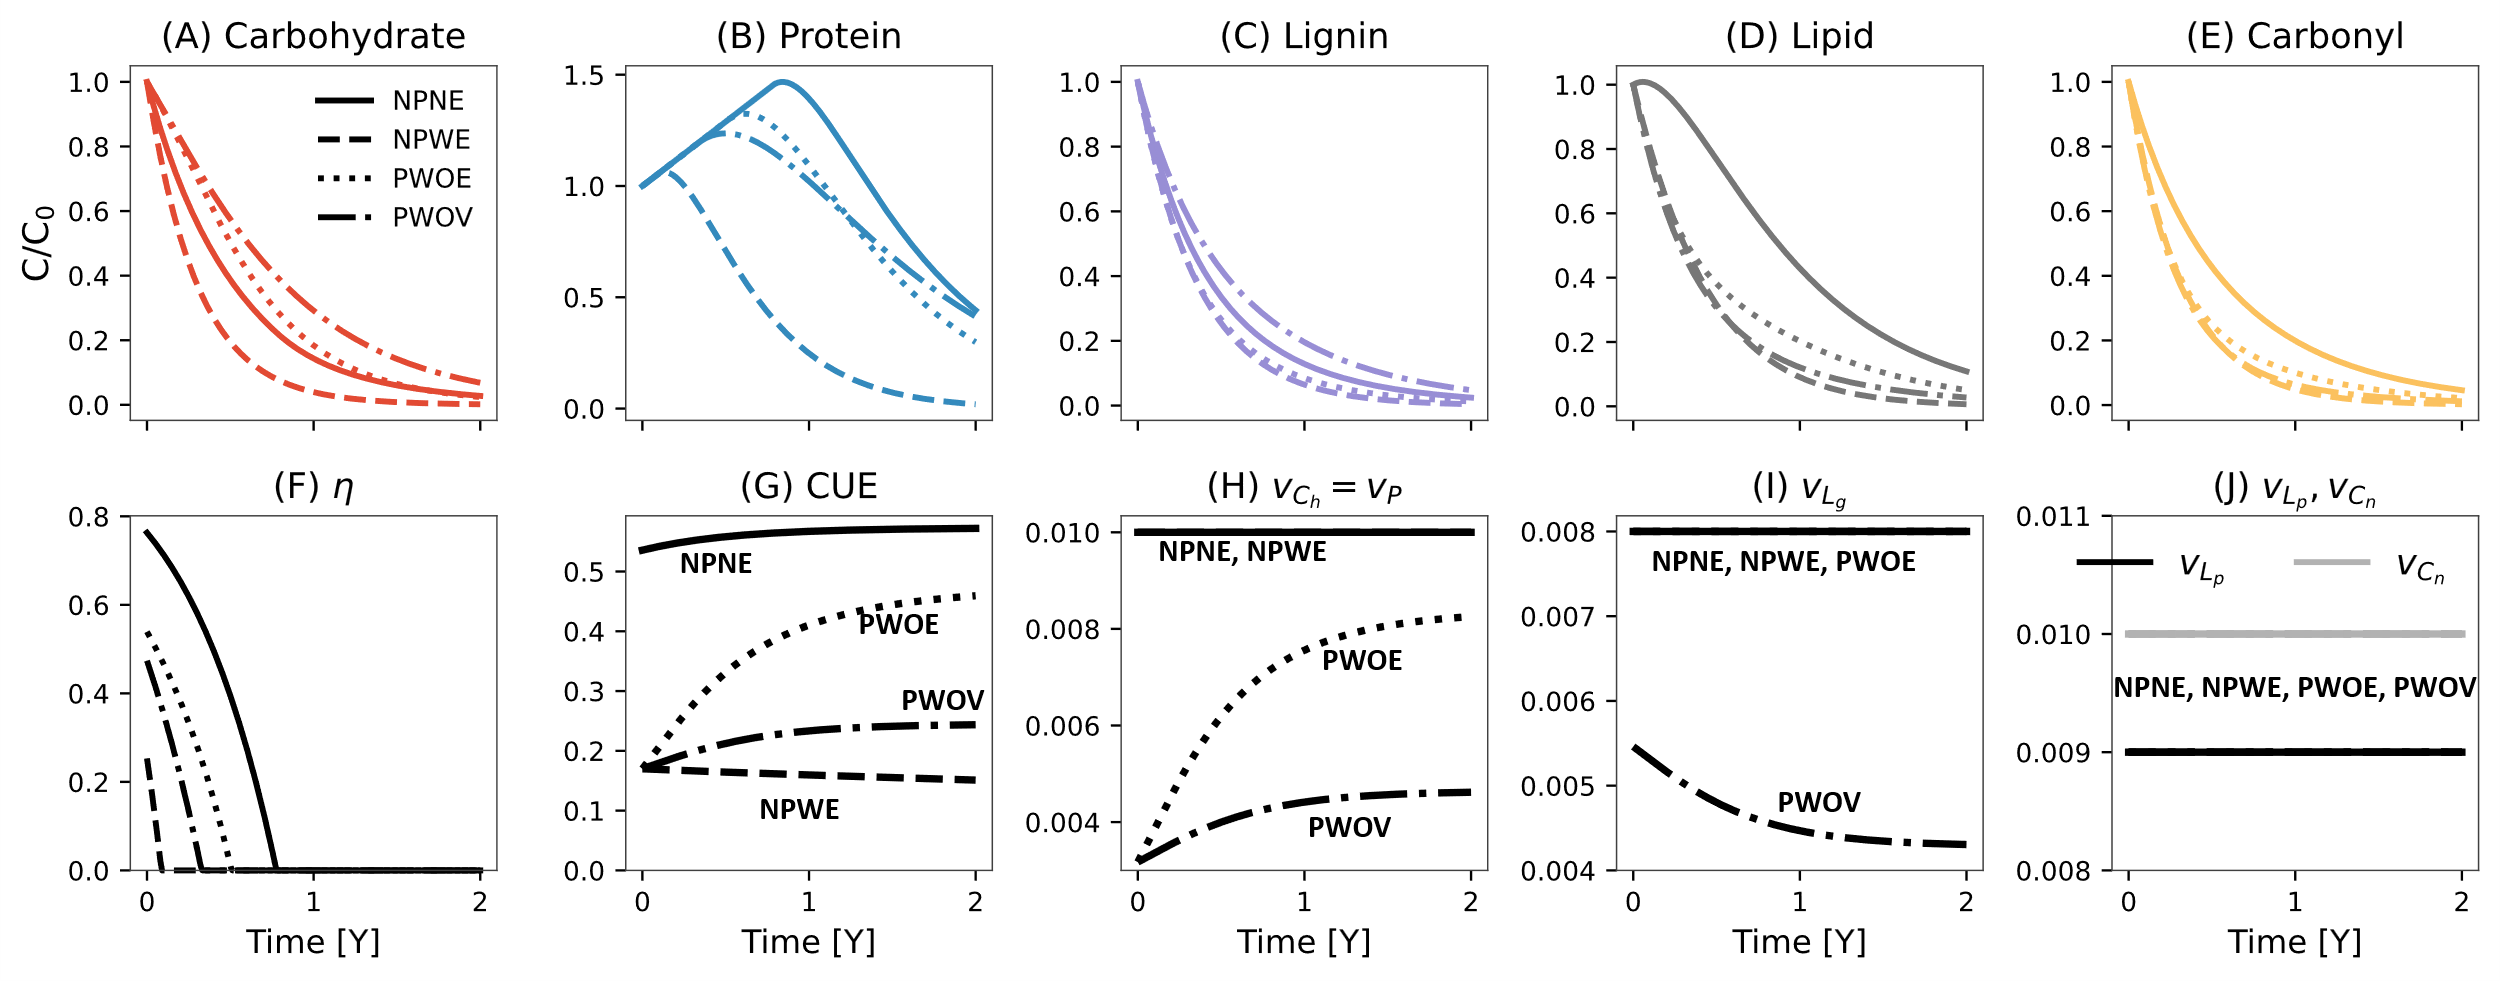 (A) Carbohydrate
C/C0
1.0
0.8
0.6
0.4
0.2
0.0
NPNE
NPWE
PWOE
PWOV
(B) Protein
1.5
1.0
0.5
0.0
(C) Lignin
1.0
0.8
0.6
0.4
0.2
0.0
(D) Lipid
1.0
0.8
0.6
0.4
0.2
0.0
(E) Carbonyl
1.0
0.8
0.6
0.4
0.2
0.0
(F) η
0.8
0.6
0.4
0.2
0.0
0 1 2
Time [Y]
(G) CUE
0.5
0.4
0.3
0.2
0.1
0.0
NPNE
PWOE
PWOV
NPWE
0 1 2
Time [Y]
(H) vCh = vP
0.010
0.008
0.006
0.004
NPNE, NPWE
PWOE
PWOV
0 1 2
Time [Y]
(I) vLg
0.008
0.007
0.006
0.005
0.004
NPNE, NPWE, PWOE
PWOV
0 1 2
Time [Y]
(J) vLp, vCn
0.011
0.010
0.009
0.008
vLp vCn
NPNE, NPWE, PWOE, PWOV
0 1 2
Time [Y]